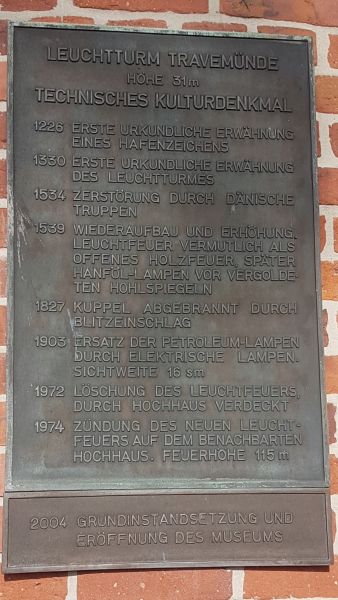 LEUCHTTURM TRAVEMÜNDE
HÖHE 31m
TECHNISCHES KULTURDENKMAL
1226 ERSTE URKUNDLICHE ERWÄHNUNG
EINES HAFENZEICHENS
1330 ERSTE URKUNDLICHE ERWÄHNUNG
DES LEUCHTTURMES
1534 ZERSTÖRUNG DURCH DÄNISCHE
TRUPPEN
1539 WIEDERAUFBAU UND ERHÖHUNG.
LEUCHTFEUER VERMUTLICH ALS
OFFENES HOLZFEUER, SPÄTER
HANFÖL-LAMPEN VOR VERGOLDE-
TEN HOHLSPIEGELN
1827 KUPPEL ABGEBRANNT DURCH
BLITZEINSCHLAG
1903 ERSATZ DER PETROLEUM-LAMPEN
DURCH ELEKTRISCHE LAMPEN.
SICHTWEITE 16 sm
1972 LÖSCHUNG DES LEUCHTFEUERS,
DURCH HOCHHAUS VERDECKT
1974 ZÜNDUNG DES NEUEN LEUCHT-
FEUERS AUF DEM BENACHBARTEN
HOCHHAUS. FEUERHÖHE 115 m
2004 GRUNDINSTANDSETZUNG UND
ERÖFFNUNG DES MUSEUMS